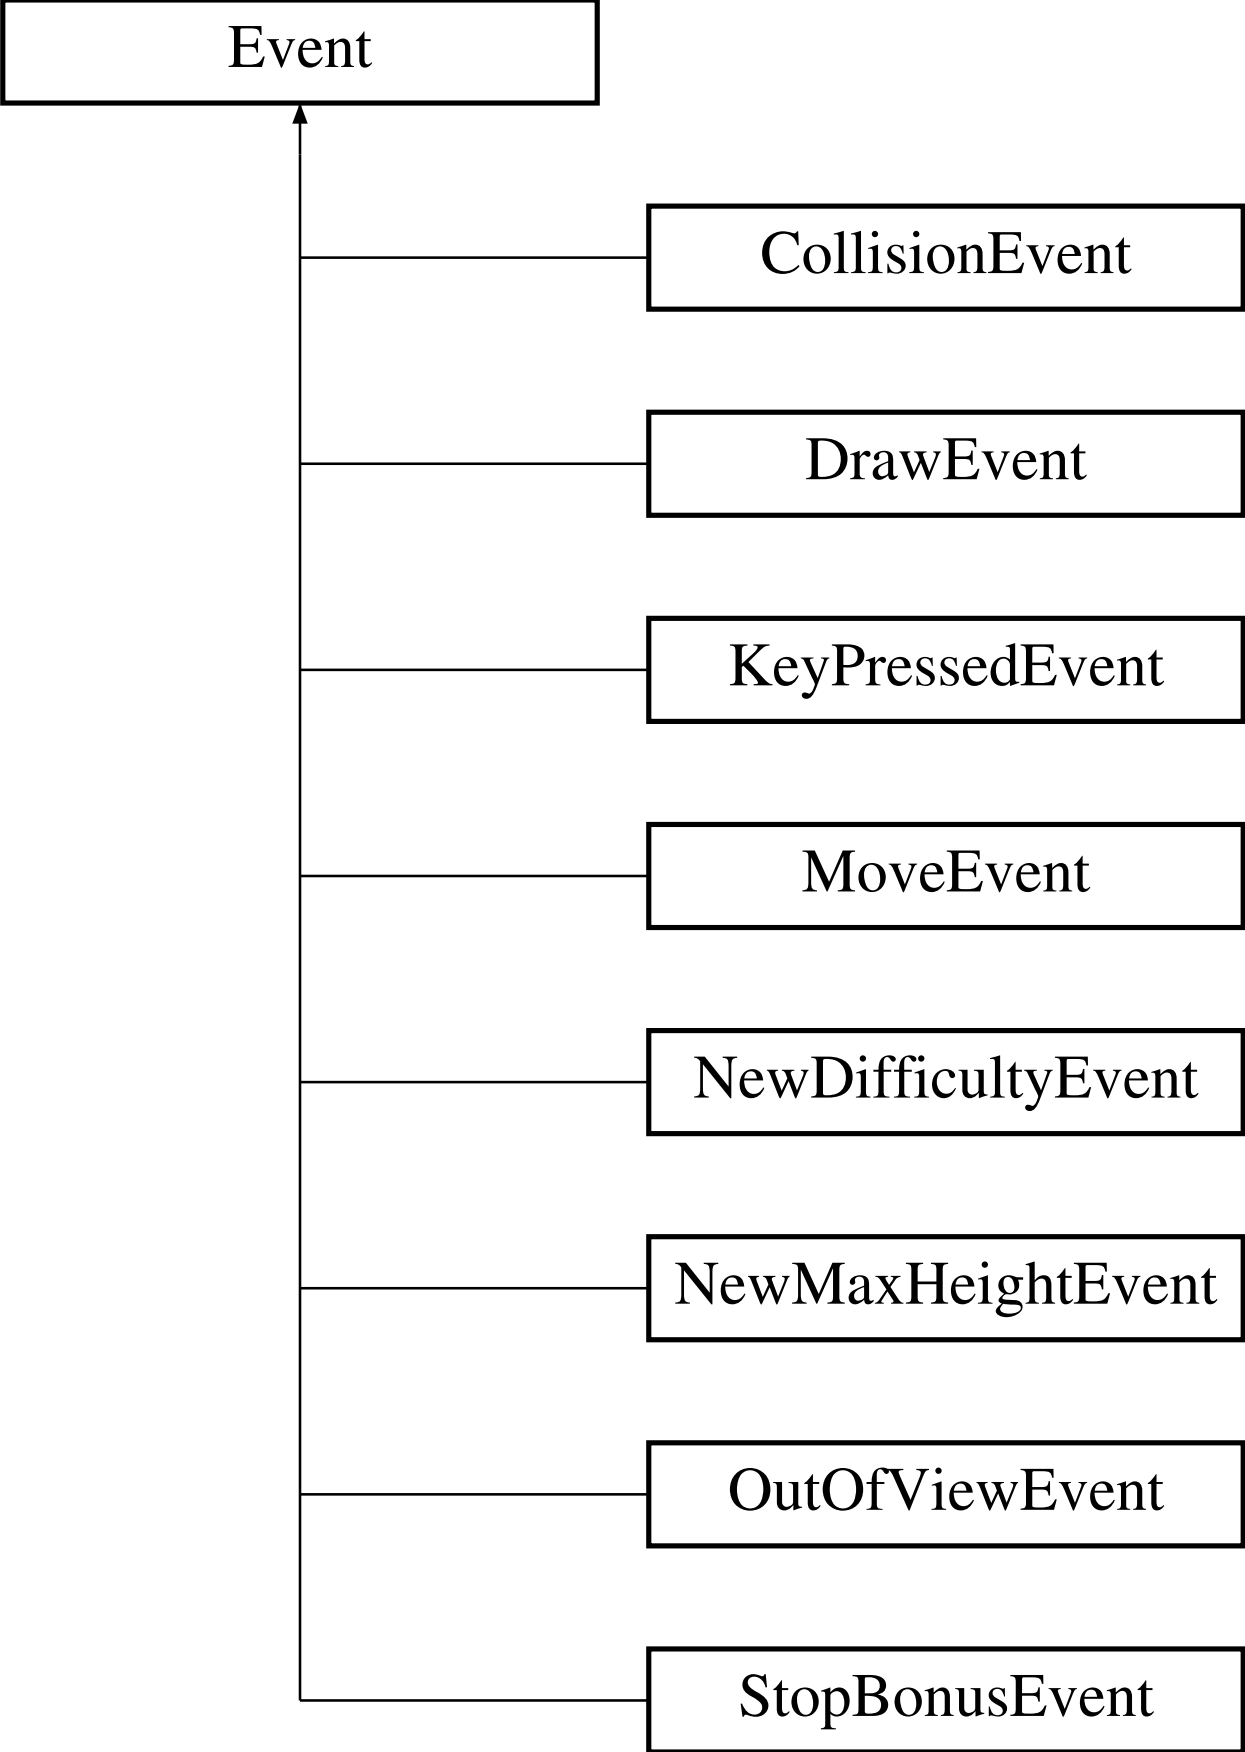 Event
CollisionEvent
DrawEvent
KeyPressedEvent
MoveEvent
NewDifficultyEvent
NewMaxHeightEvent
OutOfViewEvent
StopBonusEvent